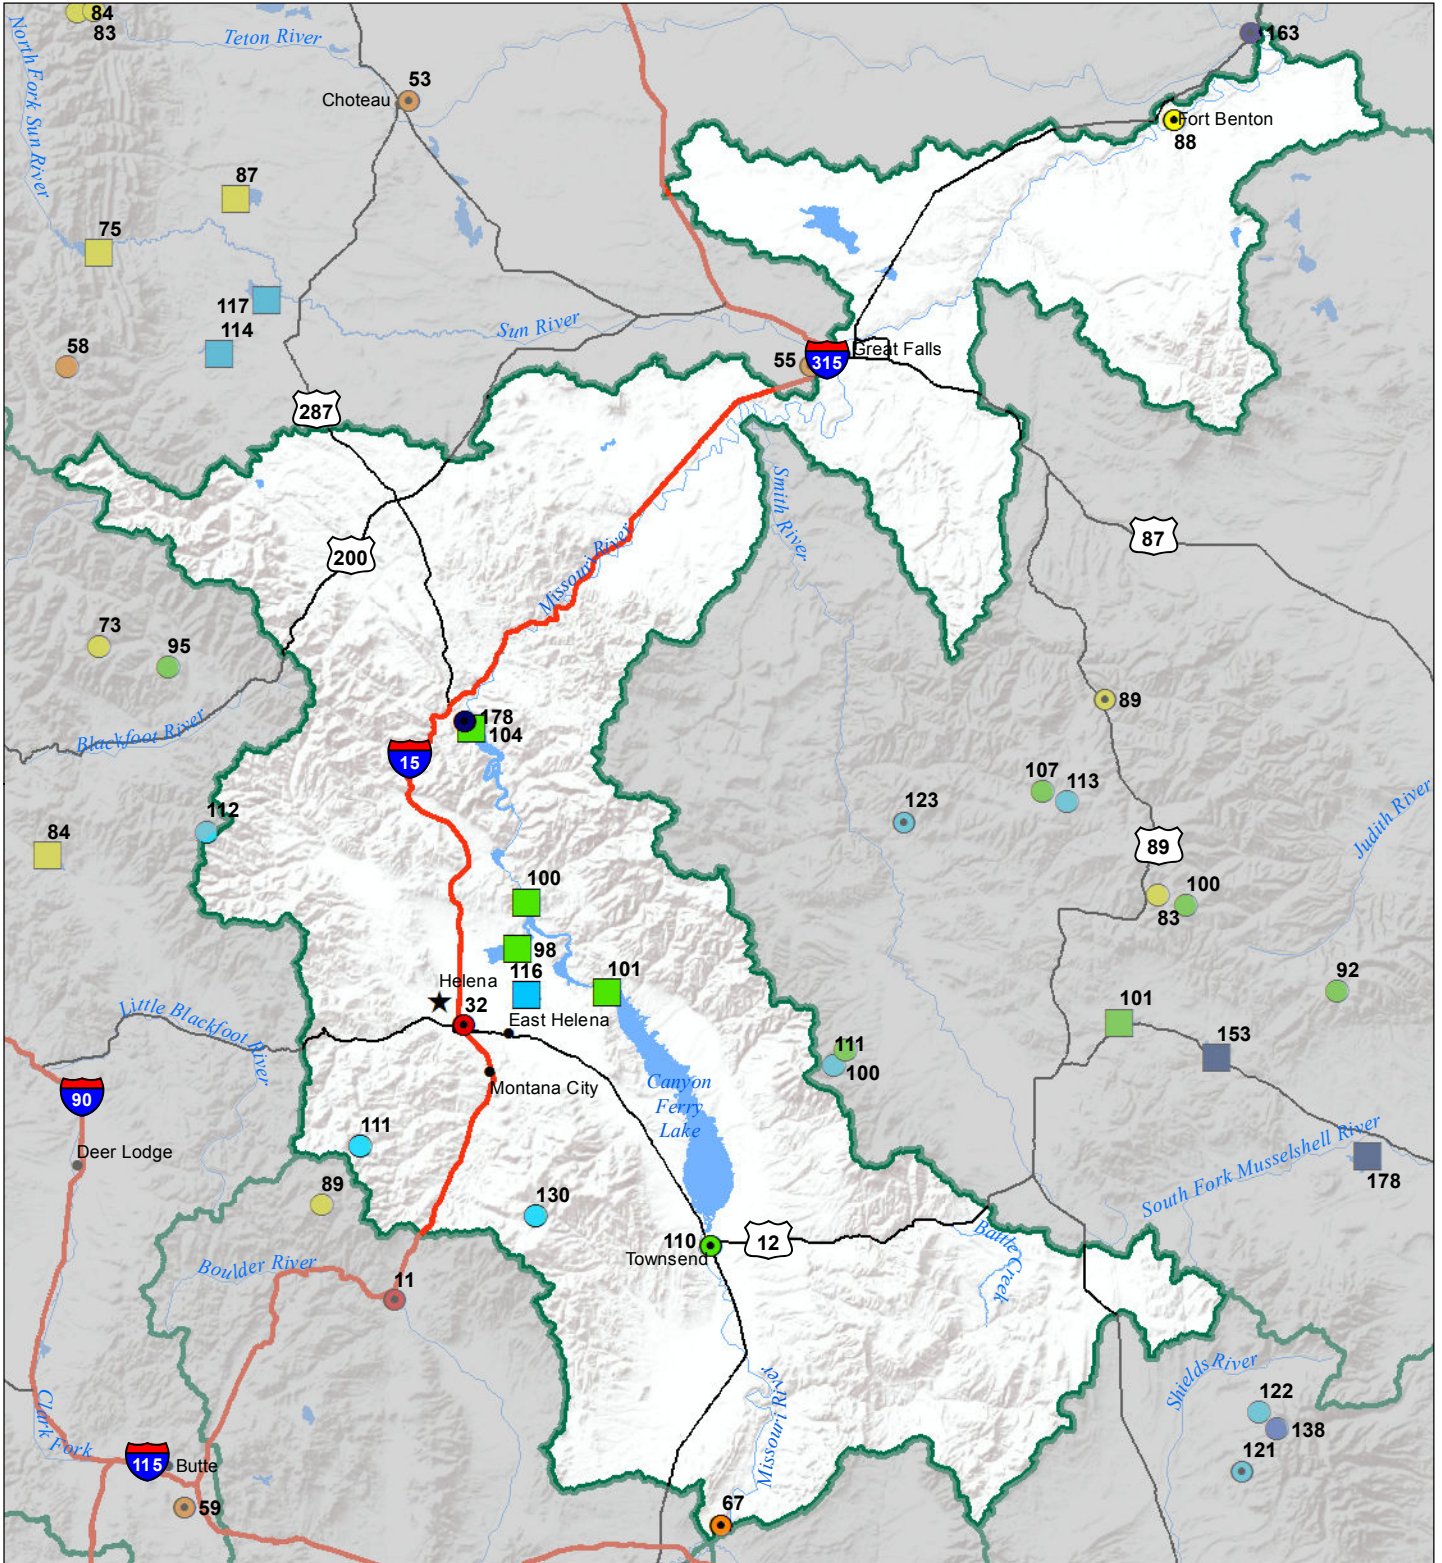 84
83
Teton River
North Fork Sun River
163
53
Choteau
Fort Benton
88
87
75
117
Sun River
114
58
55
315
Great Falls
287
Smith River
200
87
Missouri River
73
95
89
Blackfoot River
178
104
15
107
113
112
123
Judith River
84
89
100
100
83
98
116
101
92
Helena
32
Little Blackfoot River
East Helena
101
153
111
100
Montana City
Canyon
Ferry
Lake
90
111
Deer Lodge
South Fork Musselshell River
178
89
130
110
12
Townsend
Battle Creek
Boulder River
11
Shields River
Missouri River
122
138
121
Clark Fork
115
Butte
59
67